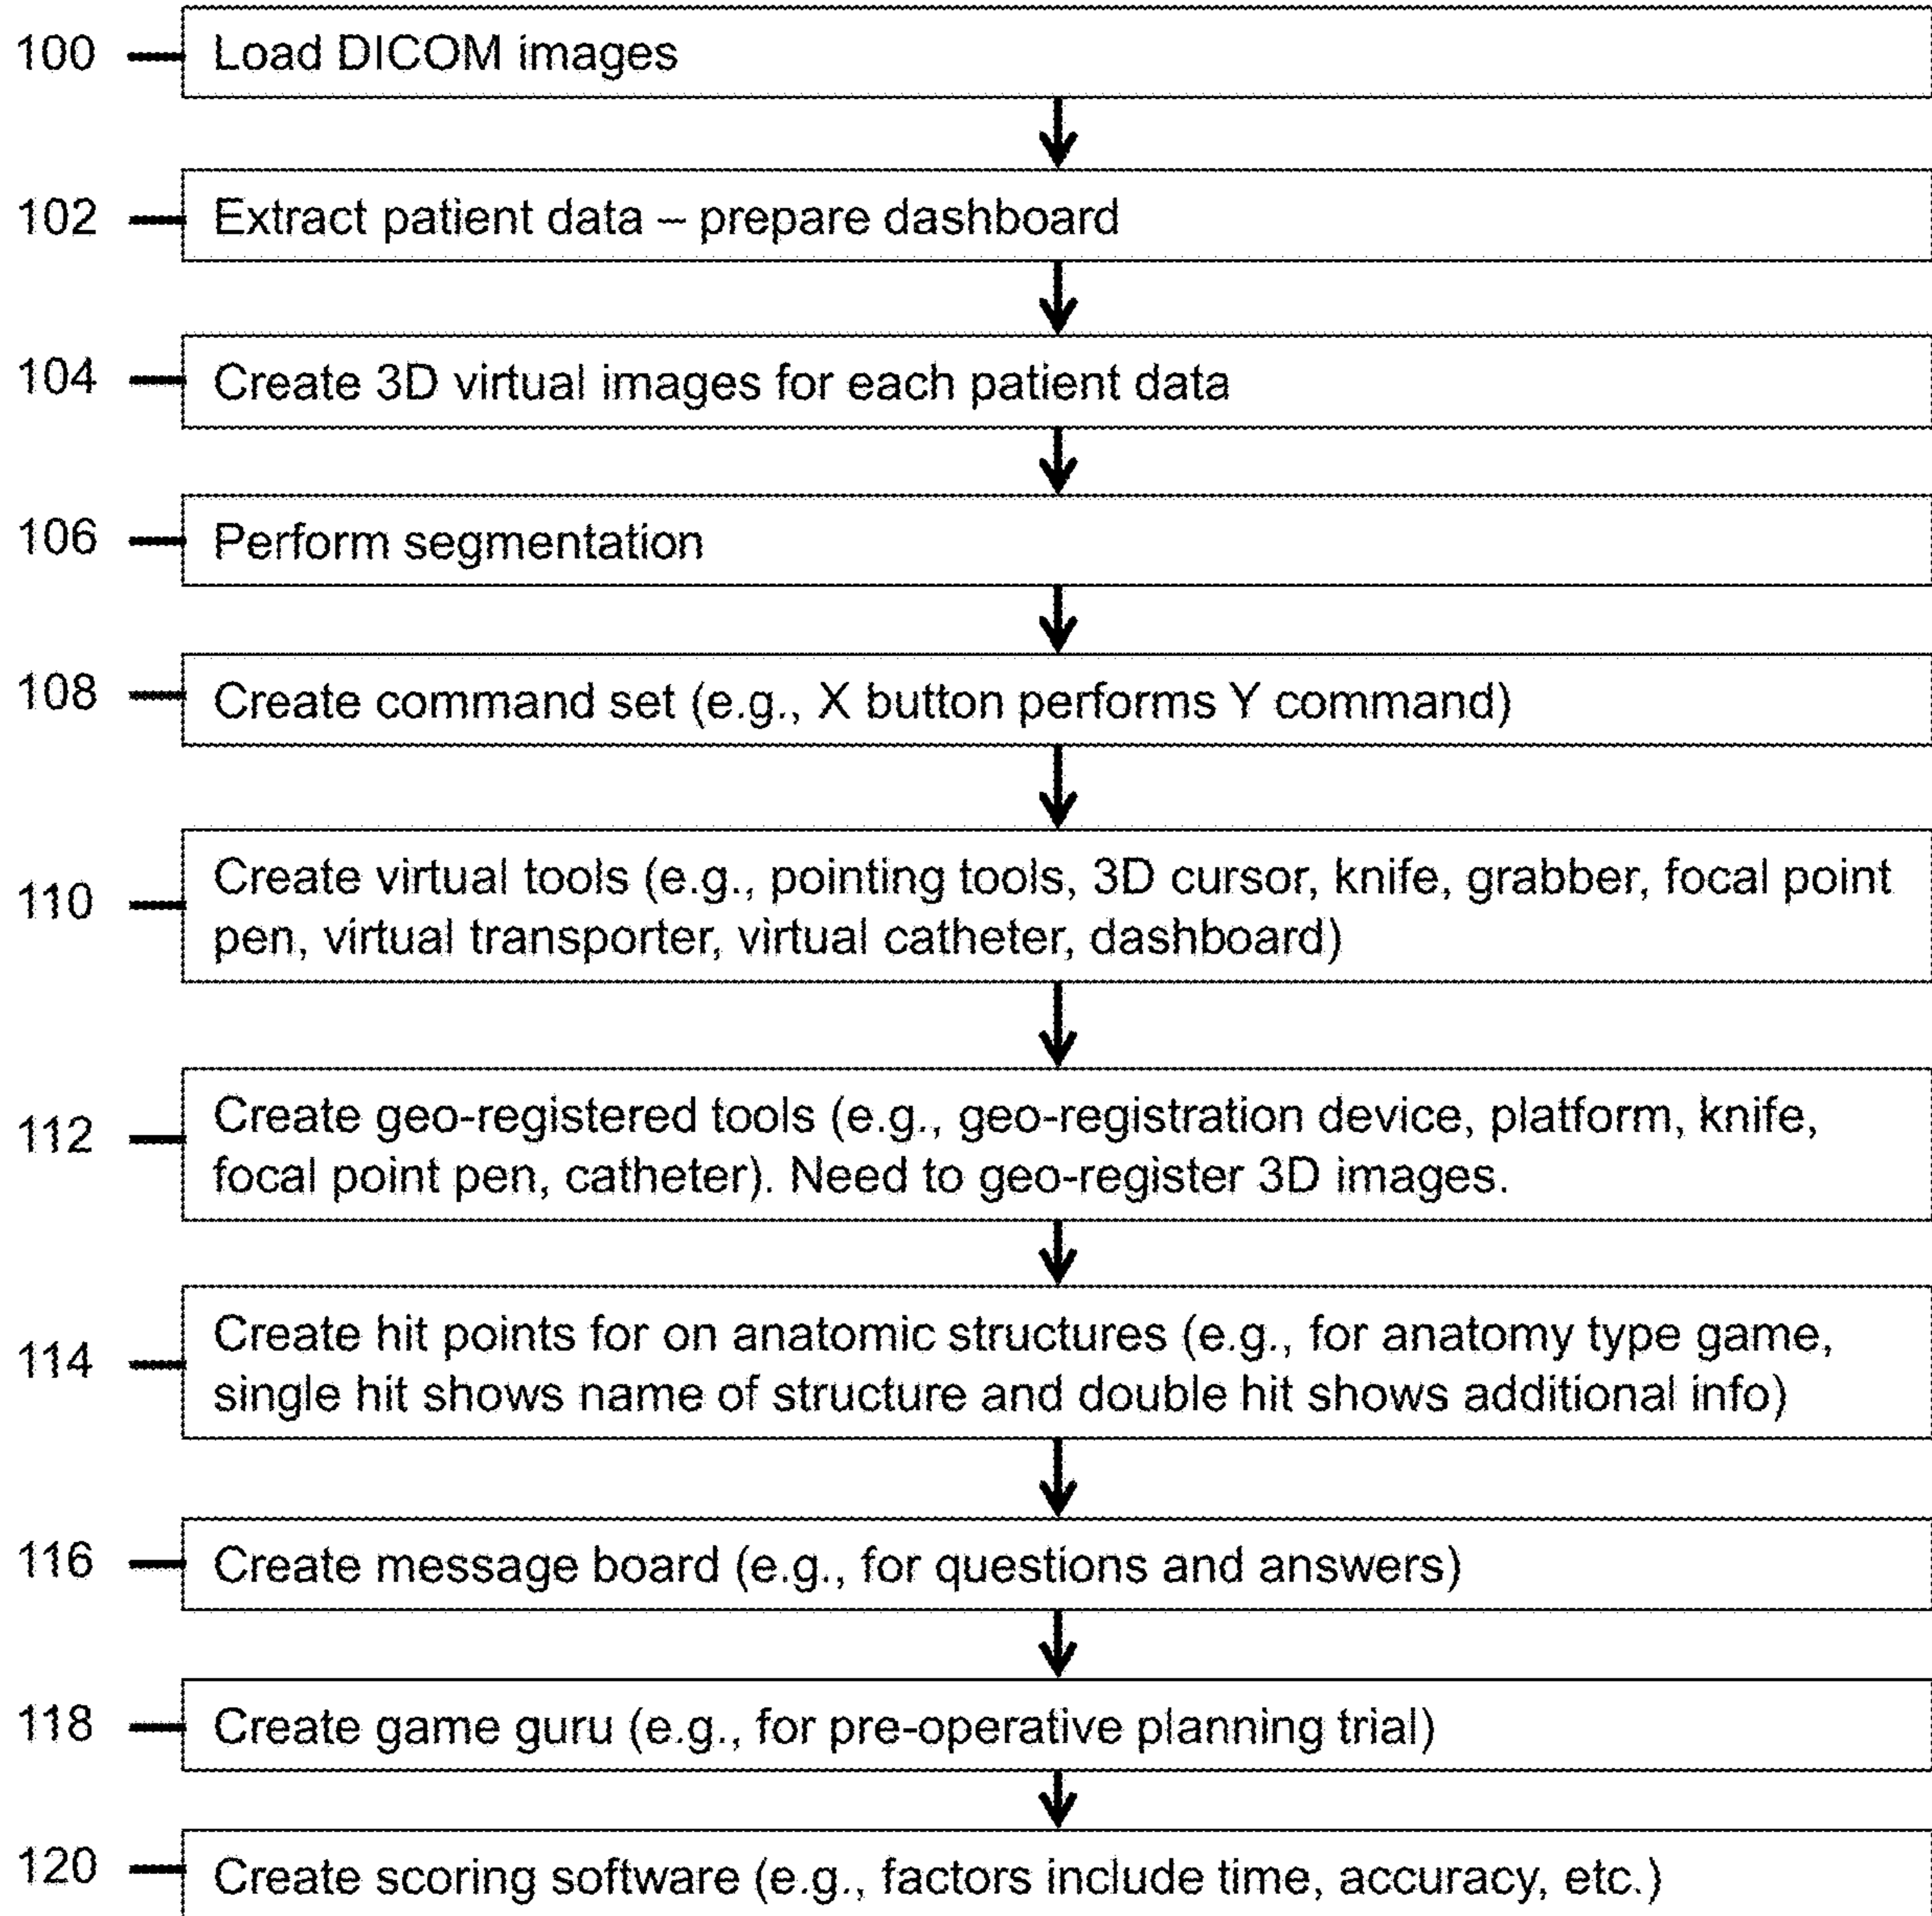 100 Load DICOM images
102 Extract patient data – prepare dashboard
104 Create 3D virtual images for each patient data
106 Perform segmentation
108 Create command set (e.g., X button performs Y command)
110 Create virtual tools (e.g., pointing tools, 3D cursor, knife, grabber, focal point
pen, virtual transporter, virtual catheter, dashboard)
112 Create geo-registered tools (e.g., geo-registration device, platform, knife,
focal point pen, catheter). Need to geo-register 3D images.
114 Create hit points for on anatomic structures (e.g., for anatomy type game,
single hit shows name of structure and double hit shows additional info)
116 Create message board (e.g., for questions and answers)
118 Create game guru (e.g., for pre-operative planning trial)
120 Create scoring software (e.g., factors include time, accuracy, etc.)